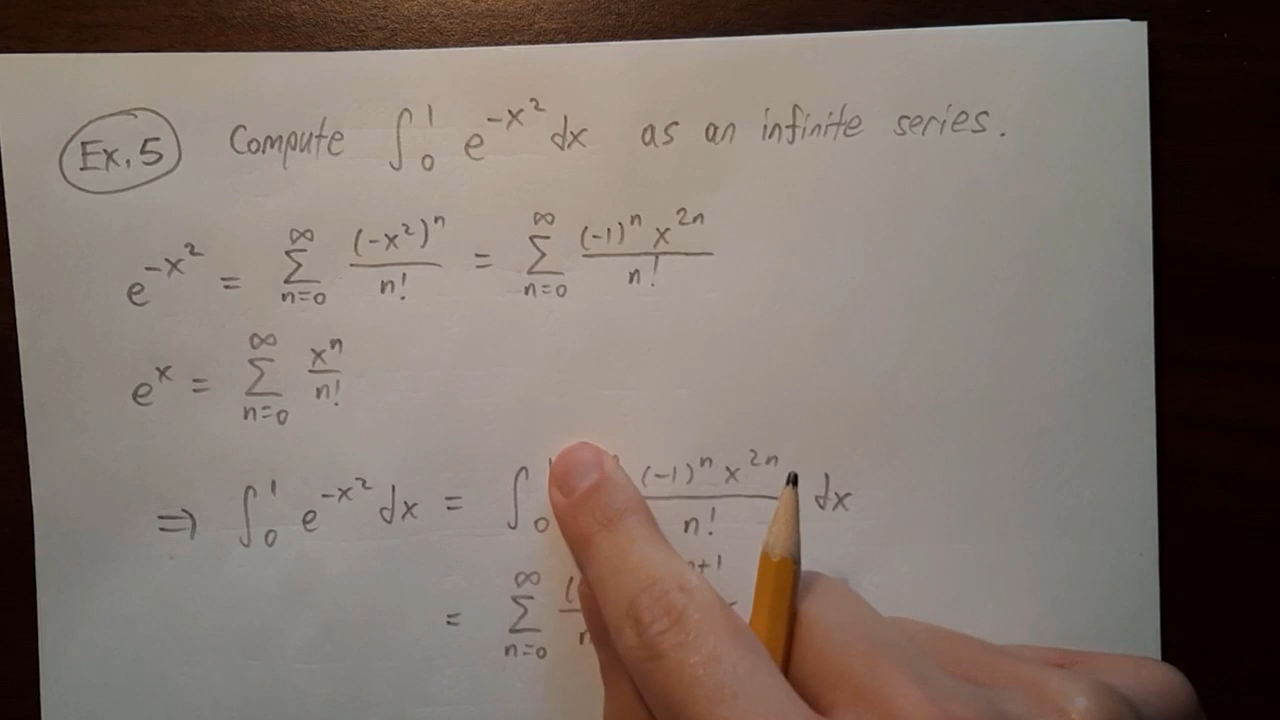 Ex. 5 Compute ∫₀¹ e^(-x²) dx as an infinite series.
e^(-x²) = Σ_{n=0}^{∞} (-x²)^n / n! = Σ_{n=0}^{∞} (-1)^n x^(2n) / n!
e^x = Σ_{n=0}^{∞} x^n / n!
⇒ ∫₀¹ e^(-x²) dx = ∫₀ (-1)^n x^(2n) / n! dx
= Σ_{n=0}^{∞}